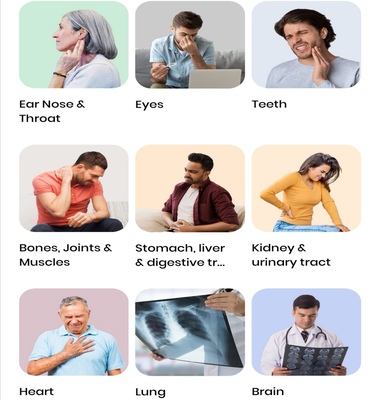 Ear Nose &
Throat
Eyes
Teeth
Bones, Joints &
Muscles
Stomach, liver
& digestive tr...
Kidney &
urinary tract
Heart
Lung
Brain